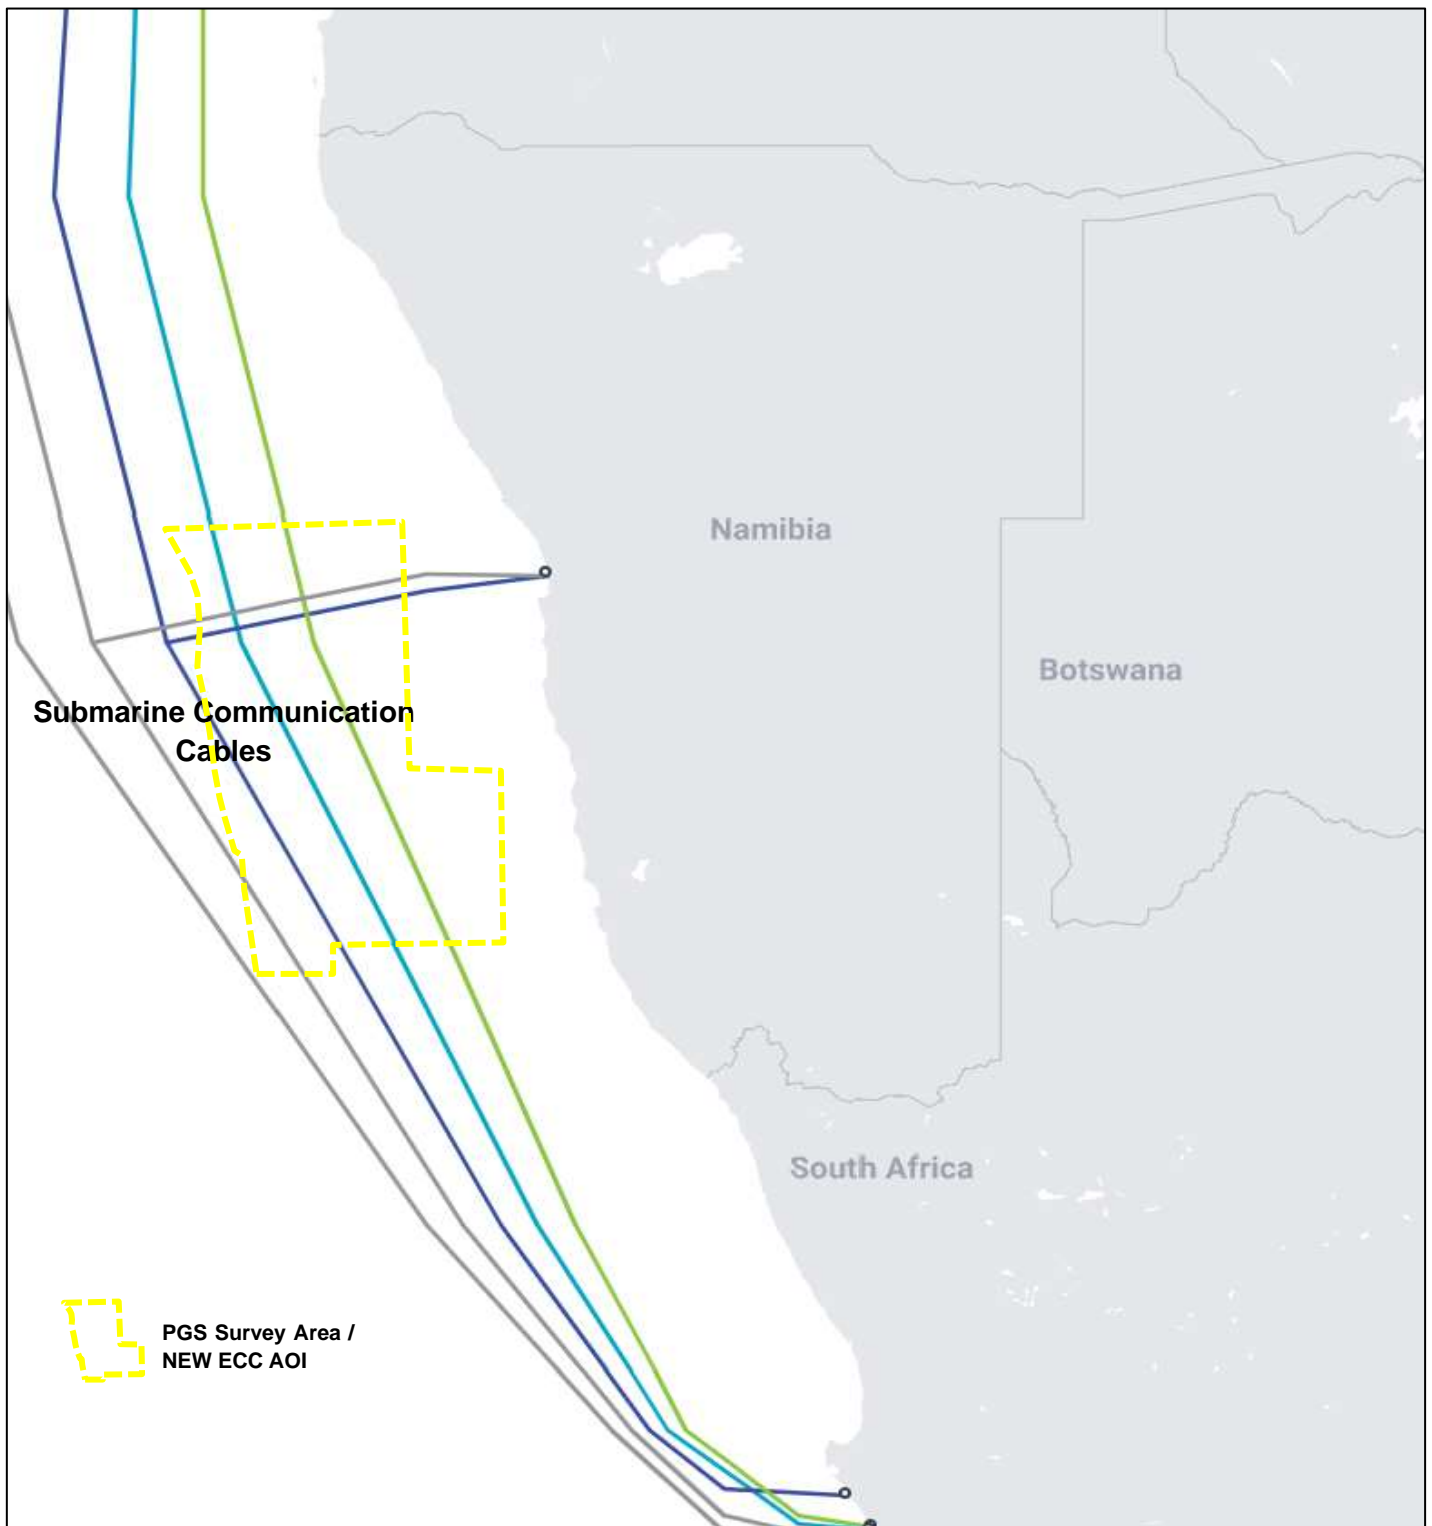 Namibia
Botswana
Submarine Communication
Cables
South Africa
PGS Survey Area /
NEW ECC AOI